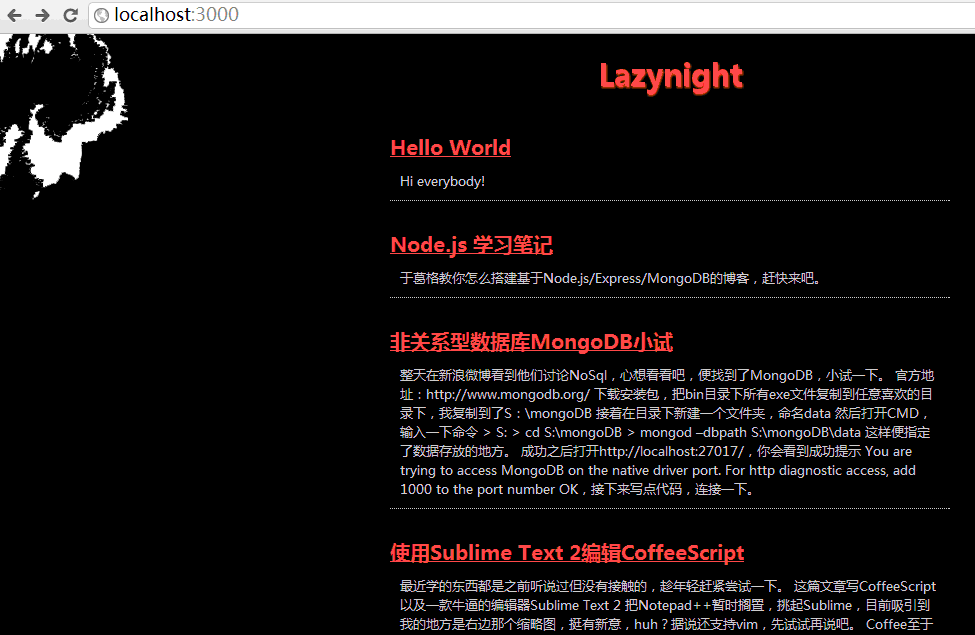 localhost:3000
Lazynight
Hello World
Hi everybody!
Node.js 学习笔记
于葛格教你怎么搭建基于Node.js/Express/MongoDB的博客，赶快来吧。
非关系型数据库MongoDB小试
整天在新浪微博看到他们讨论NoSql，心想看看吧，便找到了MongoDB，小试一下。 官方地
址：http://www.mongodb.org/ 下载安装包，把bin目录下所有exe文件复制到任意喜欢的目
录下，我复制到了S：\mongoDB 接着在目录下新建一个文件夹，命名data 然后打开CMD，
输入一下命令 > S: > cd S:\mongoDB > mongod –dbpath S:\mongoDB\data 这样便指定
了数据存放的地方。 成功之后打开http://localhost:27017/，你会看到成功提示 You are
trying to access MongoDB on the native driver port. For http diagnostic access, add
1000 to the port number OK，接下来写点代码，连接一下。
使用Sublime Text 2编辑CoffeeScript
最近学的东西都是之前听说过但没有接触的，趁年轻赶紧尝试一下。 这篇文章写CoffeeScript
以及一款牛逼的编辑器Sublime Text 2 把Notepad++暂时搁置，挑起Sublime，目前吸引到
我的地方是右边那个缩略图，挺有新意，huh？据说还支持vim，先试试再说吧。 Coffee至于